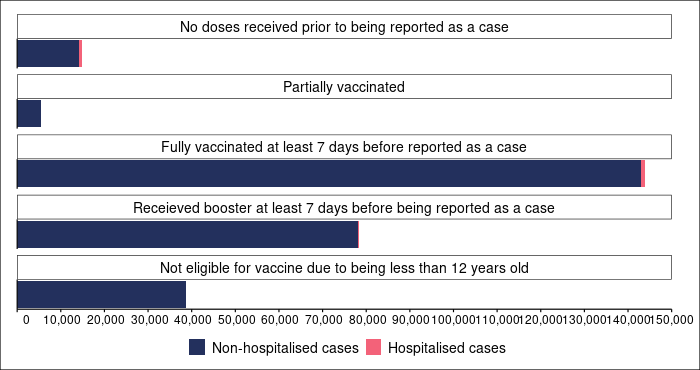 No doses received prior to being reported as a case
Partially vaccinated
Fully vaccinated at least 7 days before reported as a case
Receieved booster at least 7 days before being reported as a case
Not eligible for vaccine due to being less than 12 years old
0 10,000 20,000 30,000 40,000 50,000 60,000 70,000 80,000 90,000 100,000 110,000 120,000 130,000 140,000 150,000
Non-hospitalised cases Hospitalised cases